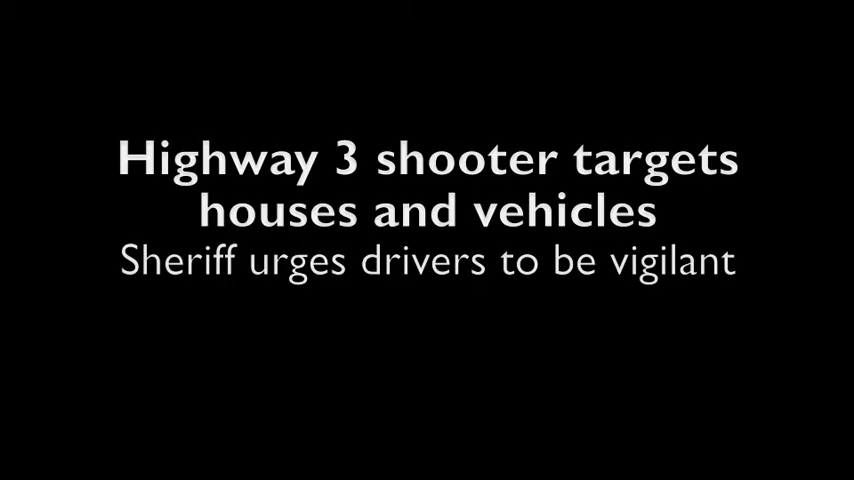 Highway 3 shooter targets
houses and vehicles
Sheriff urges drivers to be vigilant